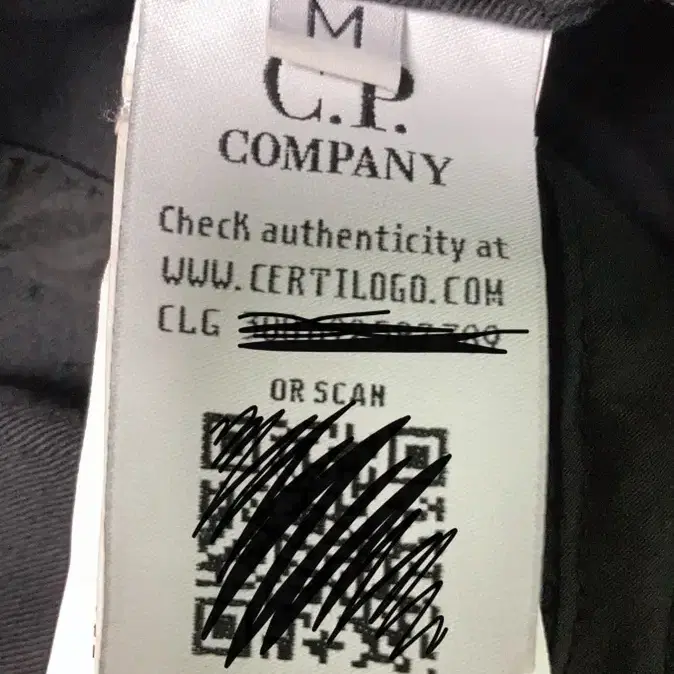 M
C.P.
COMPANY
Check authenticity at
WWW.CERTILOGO.COM
CLG
OR SCAN